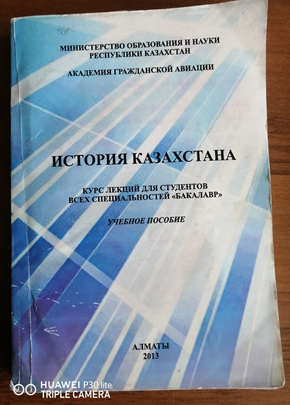 МИНИСТЕРСТВО ОБРАЗОВАНИЯ И НАУКИ
РЕСПУБЛИКИ КАЗАХСТАН
АКАДЕМИЯ ГРАЖДАНСКОЙ АВИАЦИИ
ИСТОРИЯ КАЗАХСТАНА
КУРС ЛЕКЦИЙ ДЛЯ СТУДЕНТОВ
ВСЕХ СПЕЦИАЛЬНОСТЕЙ «БАКАЛАВР»
УЧЕБНОЕ ПОСОБИЕ
АЛМАТЫ
2013
HUAWEI P30 lite
TRIPLE CAMERA